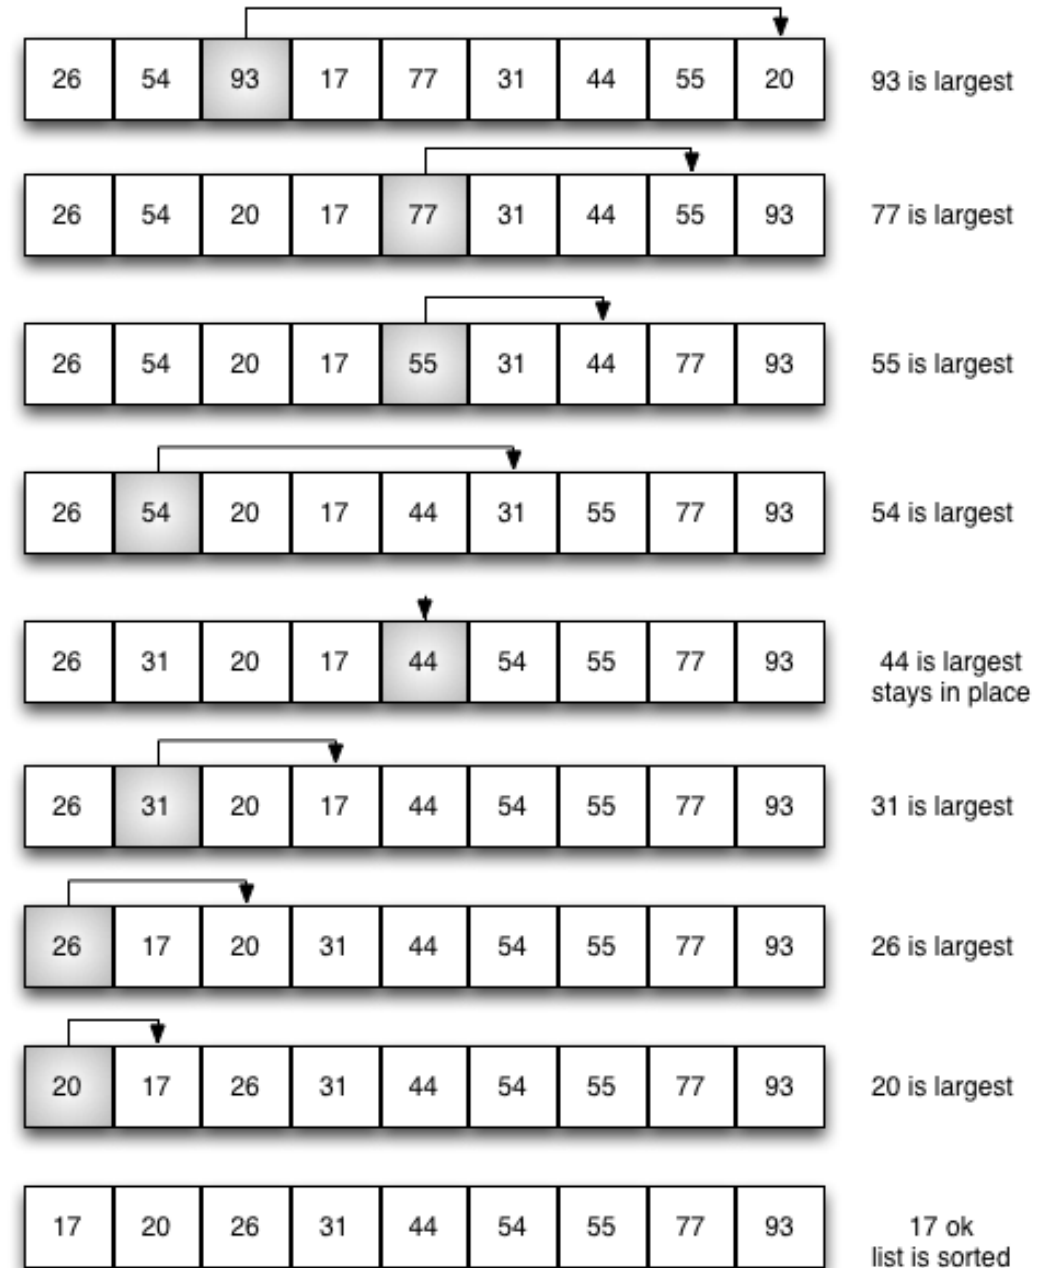 26 54 93 17 77 31 44 55 20 93 is largest
26 54 20 17 77 31 44 55 93 77 is largest
26 54 20 17 55 31 44 77 93 55 is largest
26 54 20 17 44 31 55 77 93 54 is largest
26 31 20 17 44 54 55 77 93 44 is largest
stays in place
26 31 20 17 44 54 55 77 93 31 is largest
26 17 20 31 44 54 55 77 93 26 is largest
20 17 26 31 44 54 55 77 93 20 is largest
17 20 26 31 44 54 55 77 93 17 ok
list is sorted